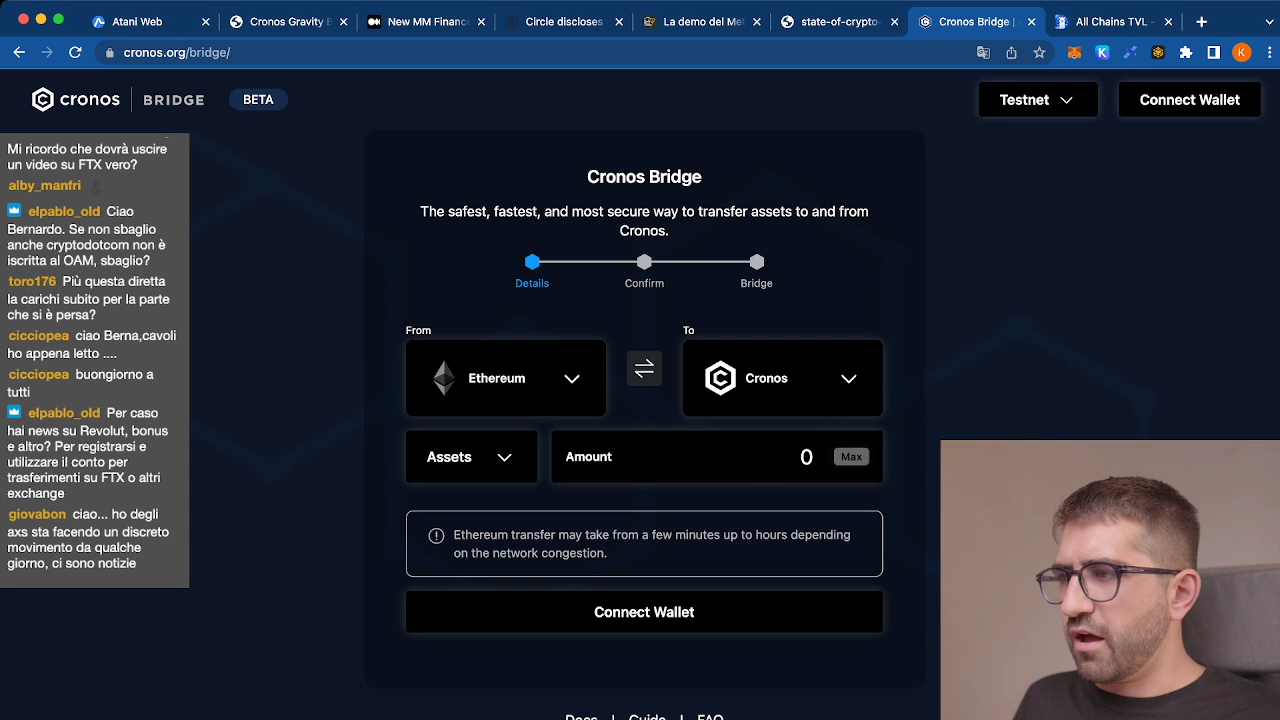 Atani Web
Cronos Gravity B
New MM Financ
Circle discloses
La demo del Met
state-of-crypto-
Cronos Bridge |
All Chains TVL -
cronos.org/bridge/
K
K
cronos
BRIDGE
BETA
Testnet
Connect Wallet
Mi ricordo che dovrà uscire
un video su FTX vero?
alby_manfri
elpablo_old Ciao
Bernardo. Se non sbaglio
anche cryptodotcom non è
iscritta al OAM, sbaglio?
toro176 Più questa diretta
la carichi subito per la parte
che si è persa?
cicciopea ciao Berna,cavoli
ho appena letto ....
cicciopea buongiorno a
tutti
elpablo_old Per caso
hai news su Revolut, bonus
e altro? Per registrarsi e
utilizzare il conto per
trasferimenti su FTX o altri
exchange
giovabon ciao... ho degli
axs sta facendo un discreto
movimento da qualche
giorno, ci sono notizie
Cronos Bridge
The safest, fastest, and most secure way to transfer assets to and from
Cronos.
Details
Confirm
Bridge
From
To
Ethereum
Cronos
Assets
Amount
0
Max
Ethereum transfer may take from a few minutes up to hours depending
on the network congestion.
Connect Wallet
Docs | Guide | FAQ